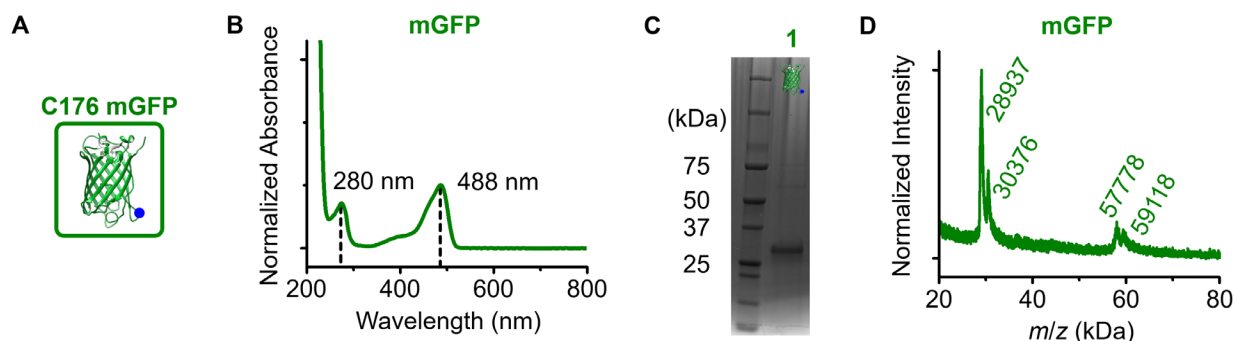 A
C176 mGFP
B
mGFP
Normalized Absorbance
280 nm
488 nm
200
400
600
800
Wavelength (nm)
C
1
(kDa)
75
50
37
25
D
mGFP
Normalized Intensity
28937
30376
57778
59118
20
40
60
80
m/z (kDa)